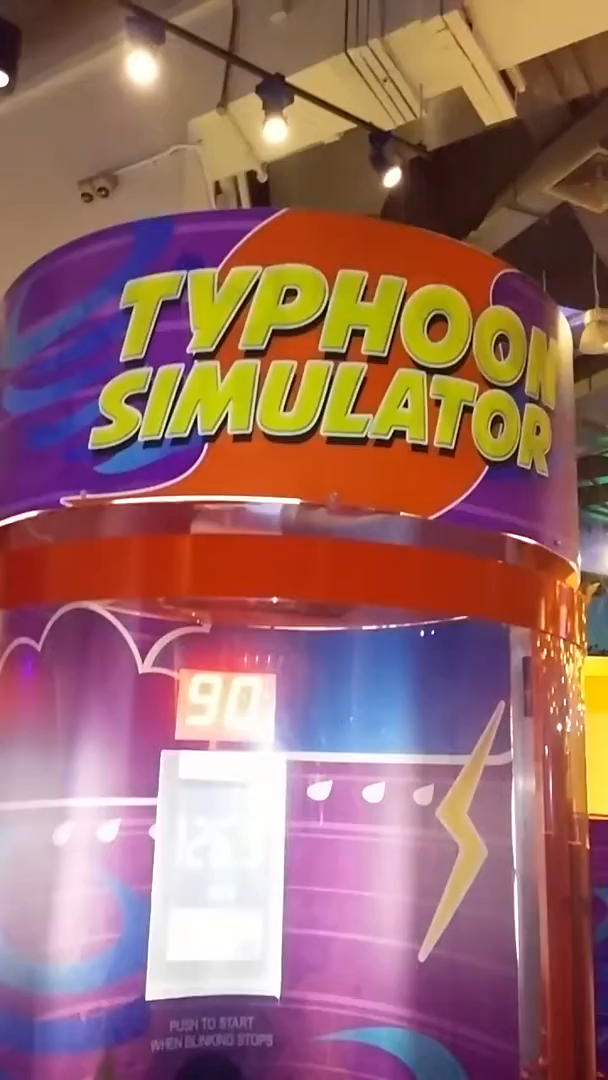 TYPHOON
SIMULATOR
90
PUSH TO START
WHEN BLINKING STOPS